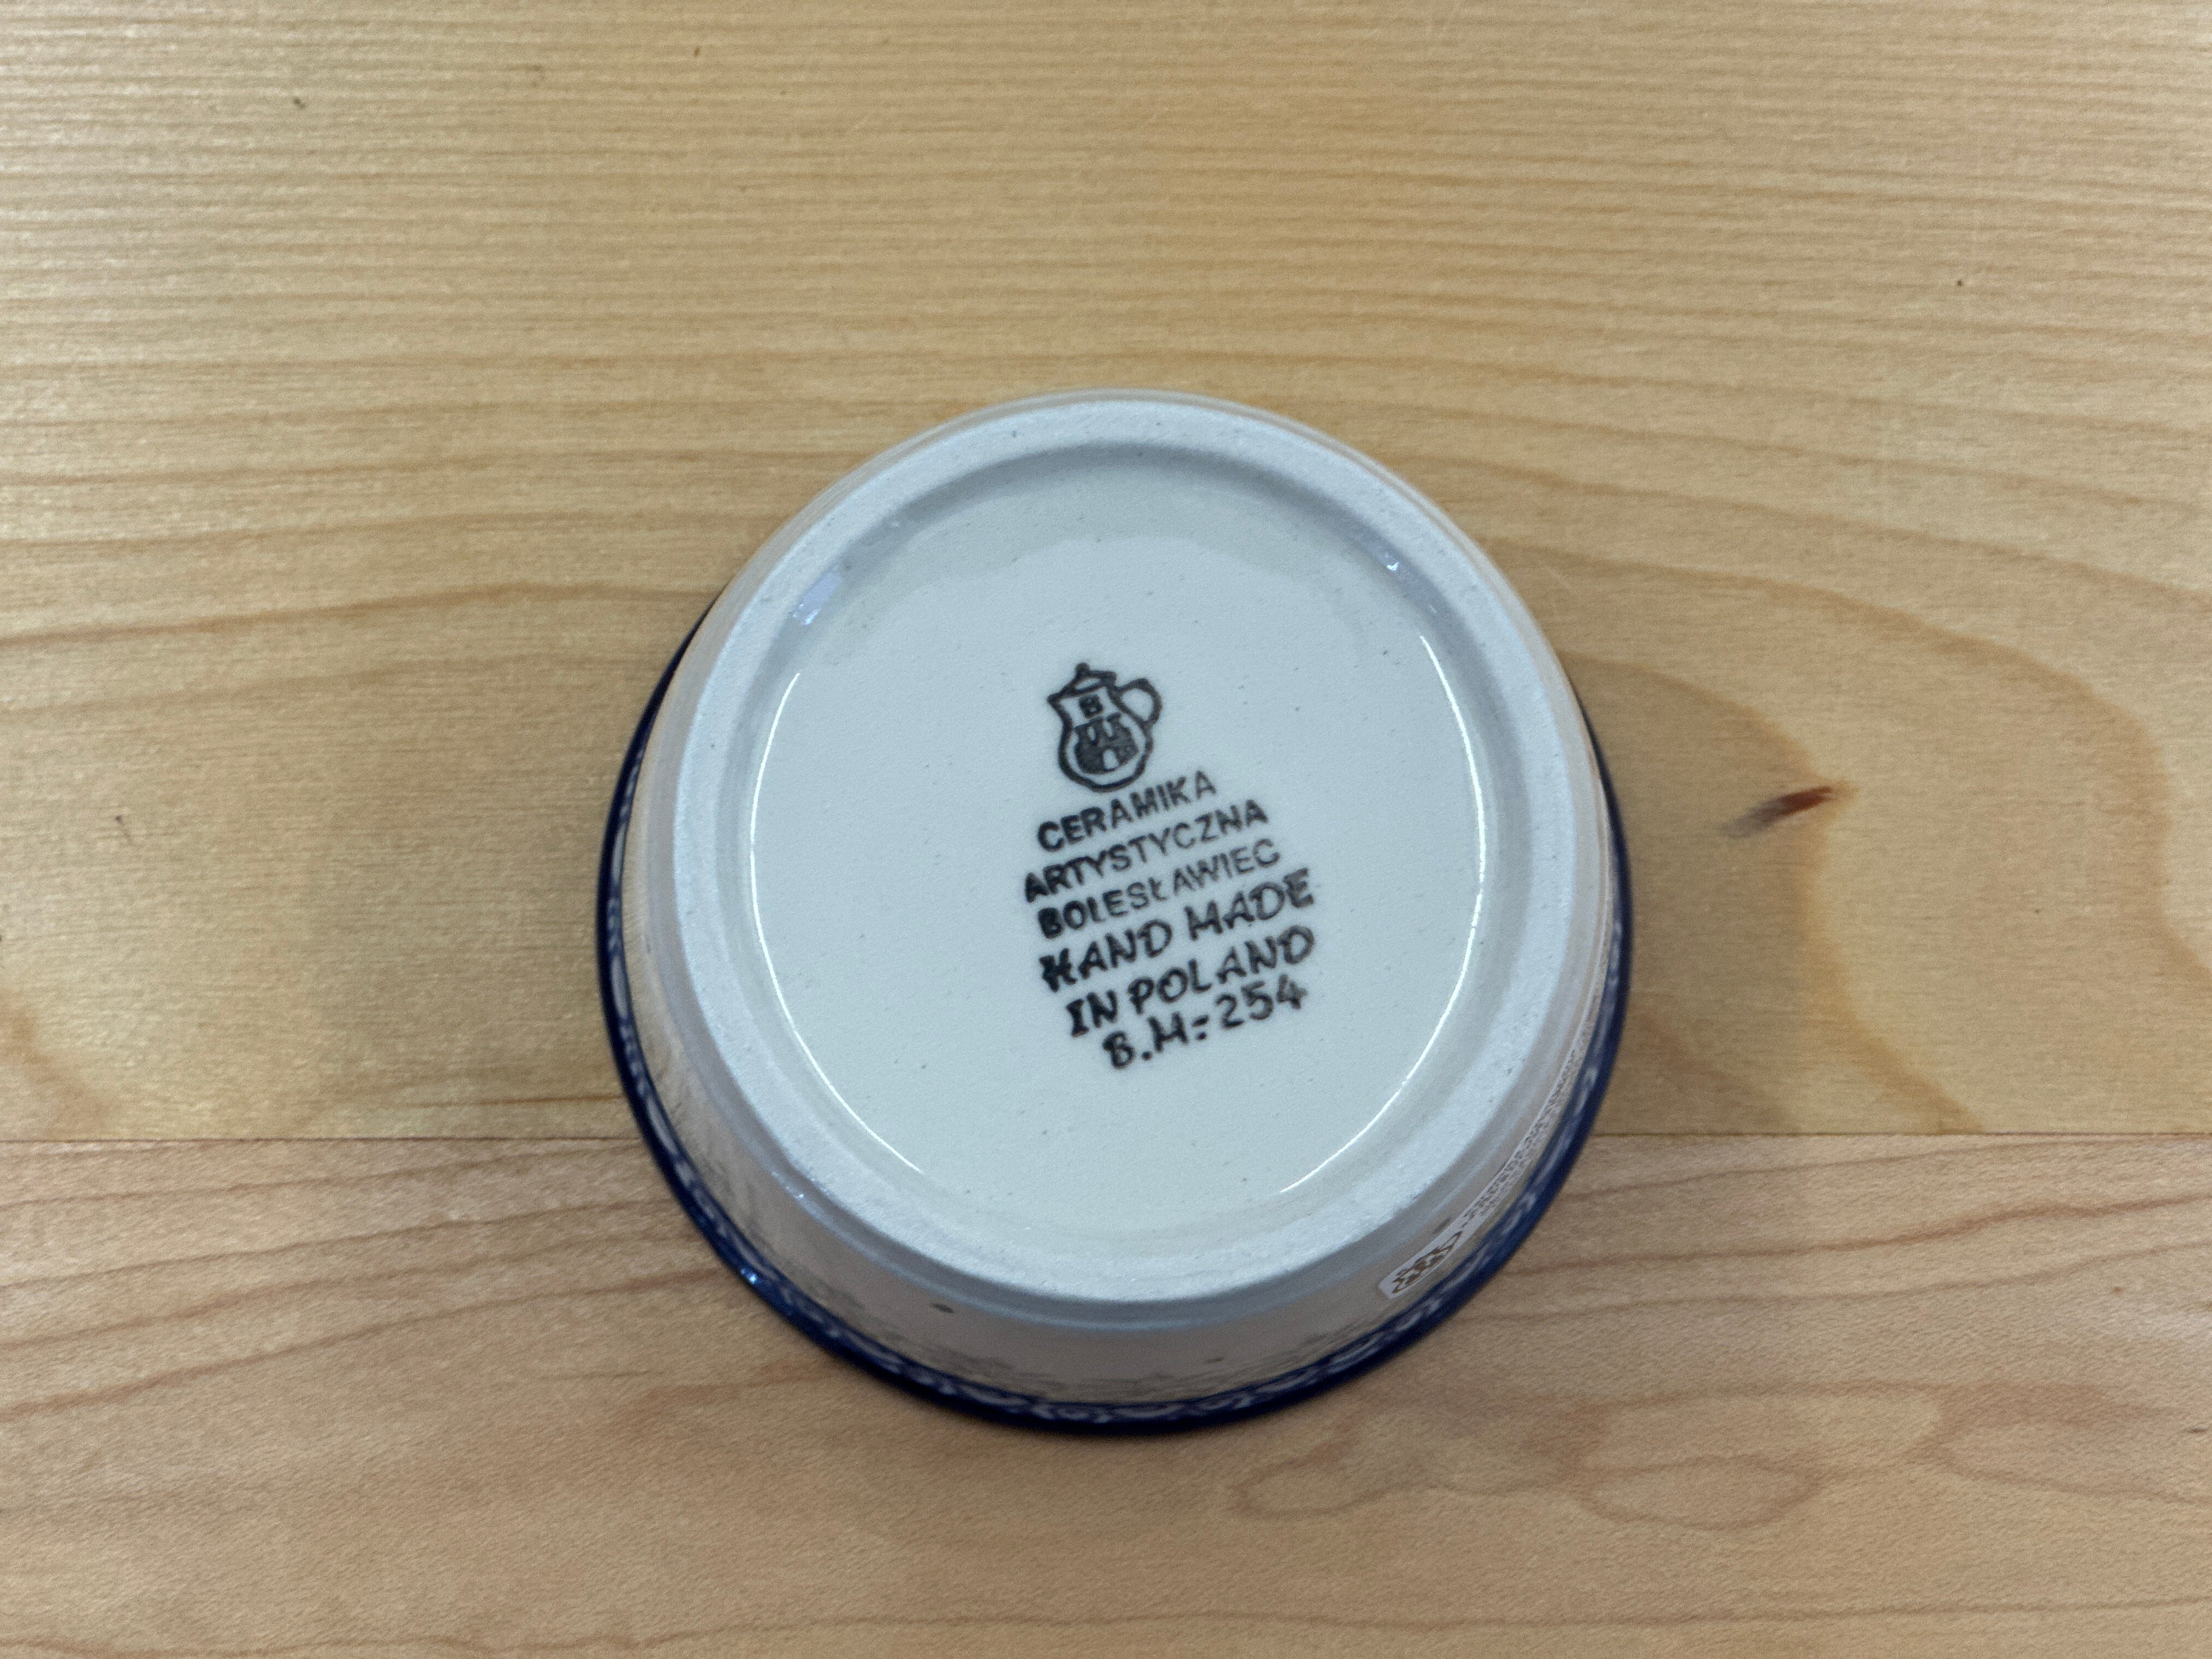 B
CERAMIKA
ARTYSTYCZNA
BOLESŁAWIEC
HAND MADE
IN POLAND
B.M.-254